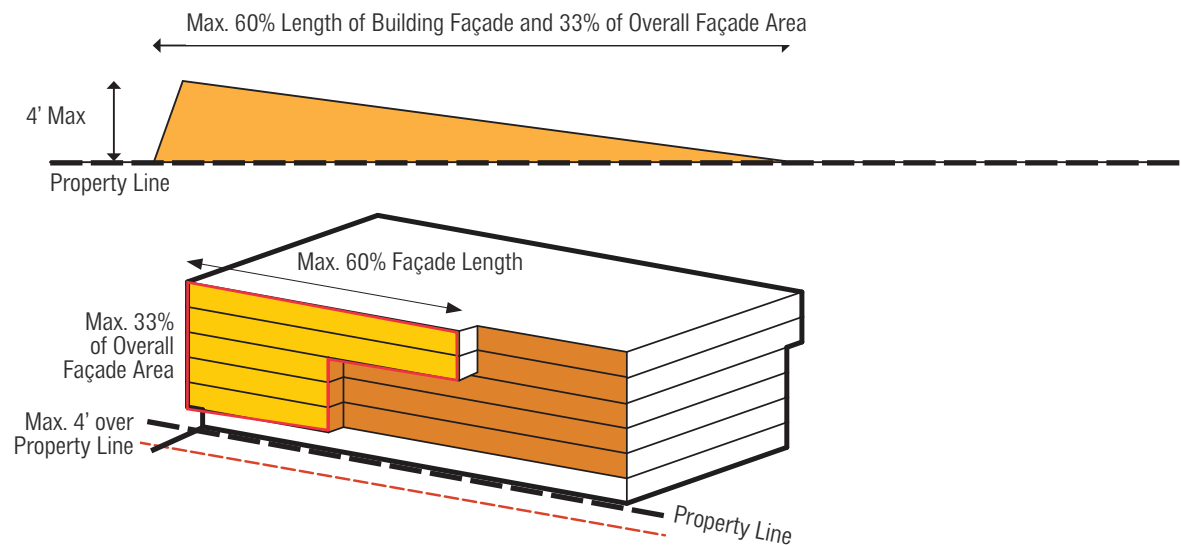 Max. 60% Length of Building Façade and 33% of Overall Façade Area
4’ Max
Property Line
Max. 60% Façade Length
Max. 33%
of Overall
Façade Area
Max. 4’ over
Property Line
Property Line